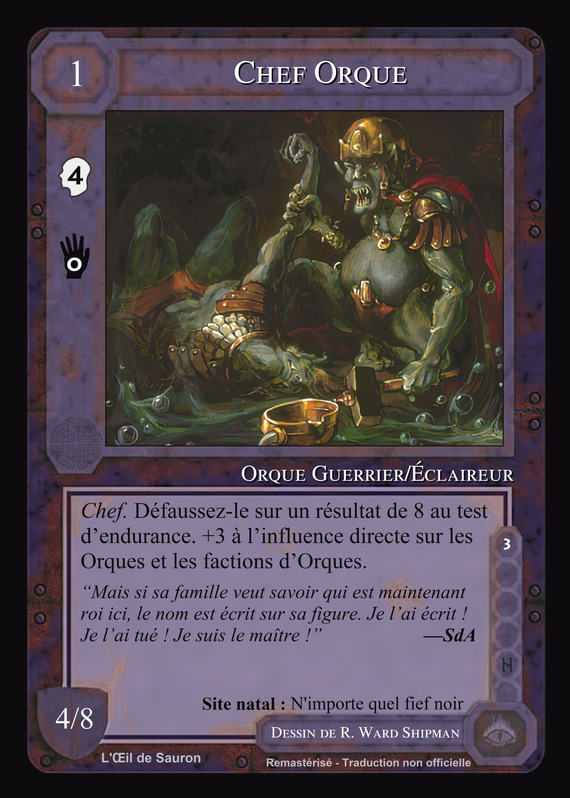 1
Chef Orque
4
0
Orque Guerrier/Éclaireur
Chef. Défaussez-le sur un résultat de 8 au test
d’endurance. +3 à l’influence directe sur les
Orques et les factions d’Orques.
“Mais si sa famille veut savoir qui est maintenant
roi ici, le nom est écrit sur sa figure. Je l’ai écrit !
Je l’ai tué ! Je suis le maître !”
—SdA
3
Site natal : N'importe quel fief noir
4/8
Dessin de R. Ward Shipman
L'Œil de Sauron
Remastérisé - Traduction non officielle